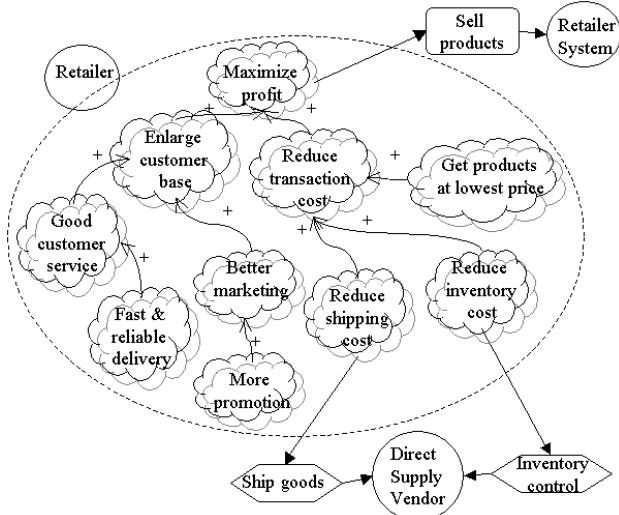 Sell
products
Retailer
System
Retailer
Maximize
profit
+
+
Enlarge
customer
base
+
Reduce
transaction
cost
+
Get products
at lowest price
Good
customer
service
+
+
+
+
Better
marketing
Reduce
shipping
cost
Reduce
inventory
cost
Fast &
reliable
delivery
+
More
promotion
Ship goods
Direct
Supply
Vendor
Inventory
control